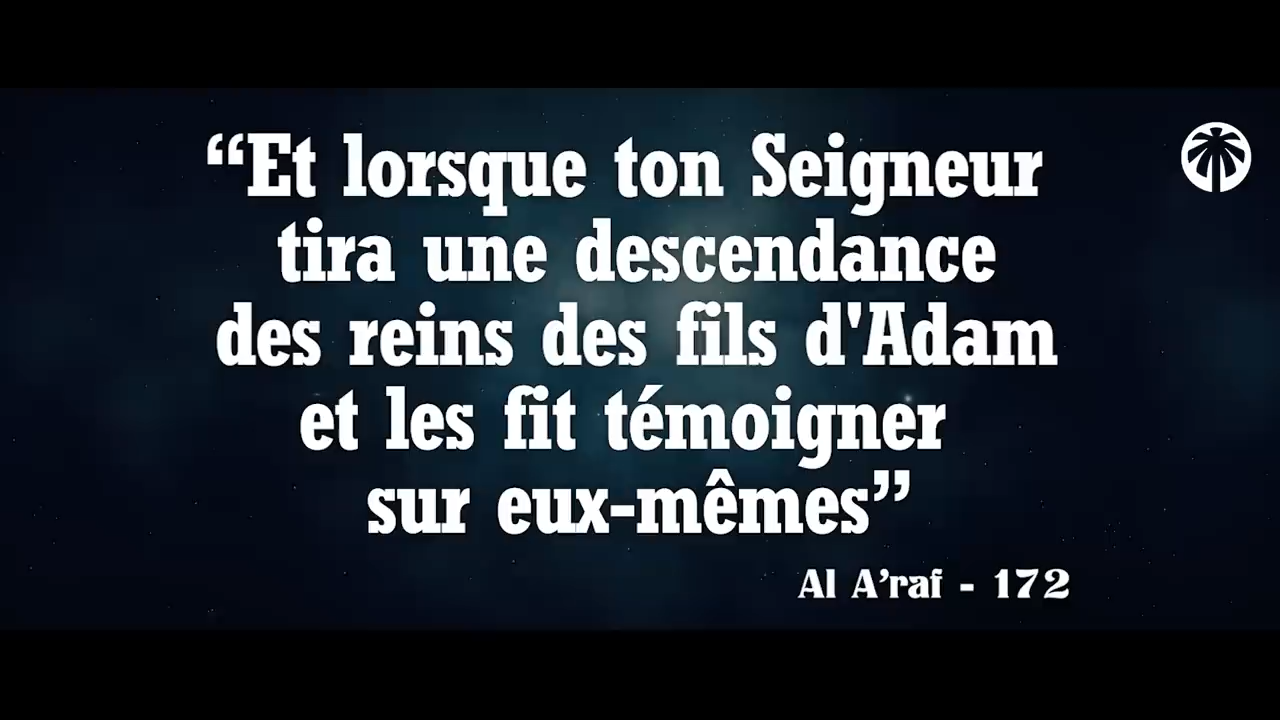 “Et lorsque ton Seigneur
tira une descendance
des reins des fils d'Adam
et les fit témoigner
sur eux-mêmes”
Al A’raf - 172